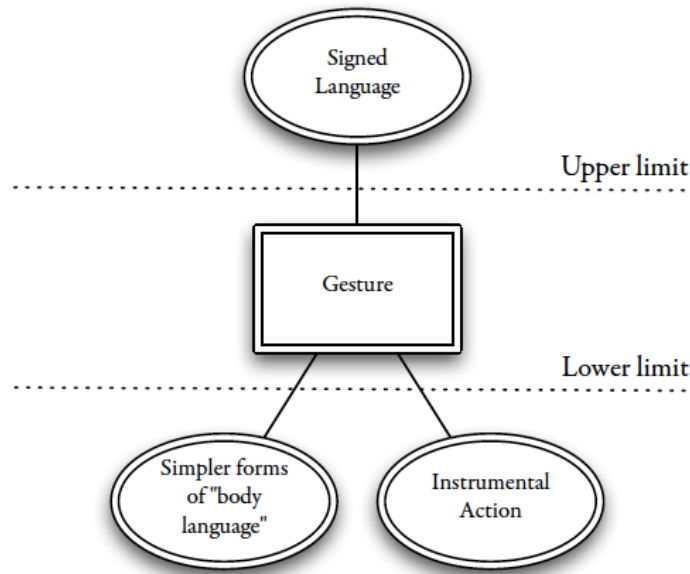 Signed
Language
Upper limit
Gesture
Lower limit
Simpler forms
of "body
language"
Instrumental
Action